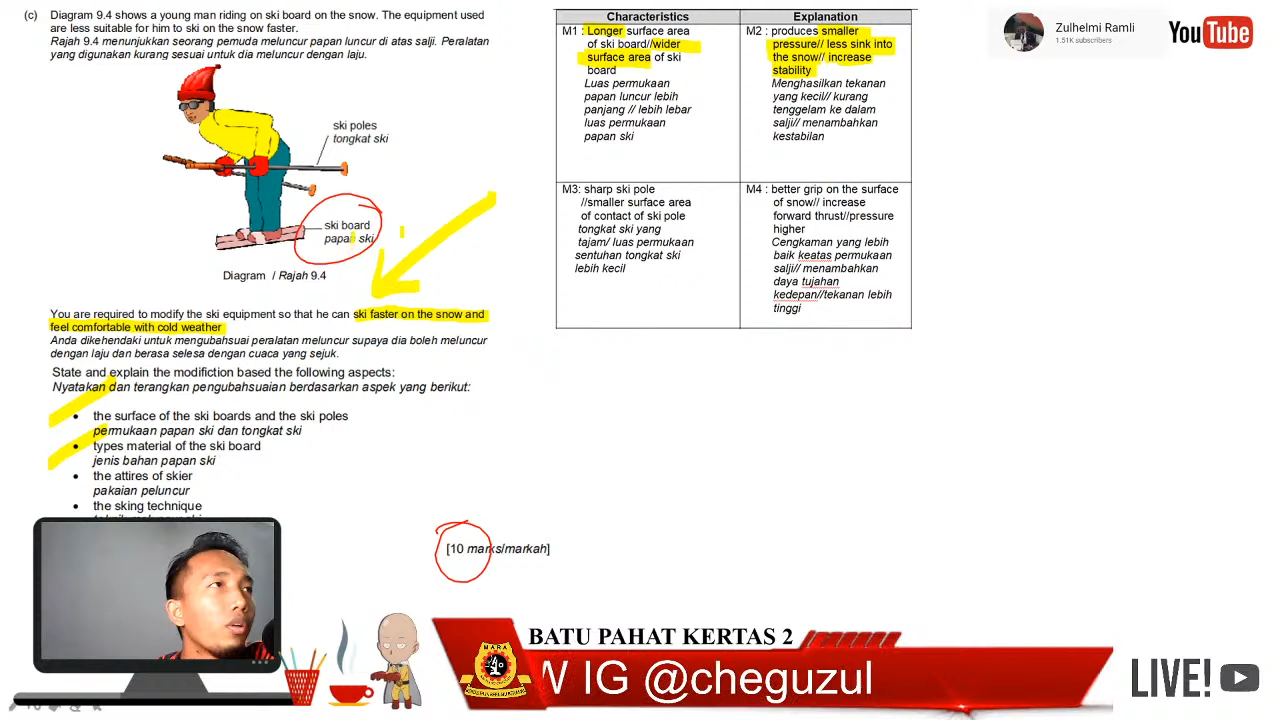 (c) Diagram 9.4 shows a young man riding on ski board on the snow. The equipment used
are less suitable for him to ski on the snow faster.
Rajah 9.4 menunjukkan seorang pemuda meluncur papan luncur di atas salji. Peralatan
yang digunakan kurang sesuai untuk dia meluncur dengan laju.
ski poles
tongkat ski
ski board
papan ski
Diagram / Rajah 9.4
You are required to modify the ski equipment so that he can ski faster on the snow and
feel comfortable with cold weather
Anda dikehendaki untuk mengubahsuai peralatan meluncur supaya dia boleh meluncur
dengan laju dan berasa selesa dengan cuaca yang sejuk.
State and explain the modifiction based the following aspects:
Nyatakan dan terangkan pengubahsuaian berdasarkan aspek yang berikut:
• the surface of the ski boards and the ski poles
permukaan papan ski dan tongkat ski
• types material of the ski board
jenis bahan papan ski
• the attires of skier
pakaian peluncur
• the sking technique
[10 marks/markah]
Characteristics
Explanation
M1 : Longer surface area
of ski board//wider
surface area of ski
board
Luas permukaan
papan luncur lebih
panjang // lebih lebar
luas permukaan
papan ski
M2 : produces smaller
pressure// less sink into
the snow// increase
stability
Menghasilkan tekanan
yang kecil// kurang
tenggelam ke dalam
salji// menambahkan
kestabilan
M3: sharp ski pole
//smaller surface area
of contact of ski pole
tongkat ski yang
tajam/ luas permukaan
sentuhan tongkat ski
lebih kecil
M4 : better grip on the surface
of snow// increase
forward thrust//pressure
higher
Cengkaman yang lebih
baik keatas permukaan
salji// menambahkan
daya tujahan
kedepan//tekanan lebih
tinggi
Zulhelmi Ramli
1.51K subscribers
YouTube
MARA
BATU PAHAT KERTAS 2
W IG @cheguzul
LIVE!